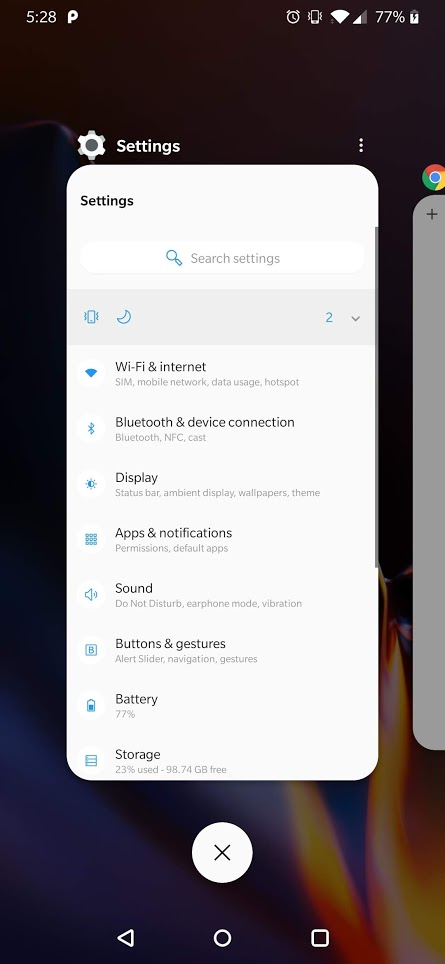 5:28
77%
Settings
Settings
Search settings
2
Wi-Fi & internet
SIM, mobile network, data usage, hotspot
Bluetooth & device connection
Bluetooth, NFC, cast
Display
Status bar, ambient display, wallpapers, theme
Apps & notifications
Permissions, default apps
Sound
Do Not Disturb, earphone mode, vibration
Buttons & gestures
Alert Slider, navigation, gestures
Battery
77%
Storage
23% used - 98.74 GB free